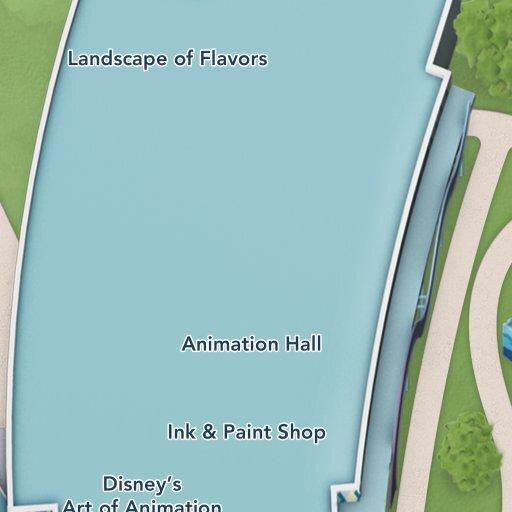 Landscape of Flavors
Animation Hall
Ink & Paint Shop
Disney's
Art of Animation